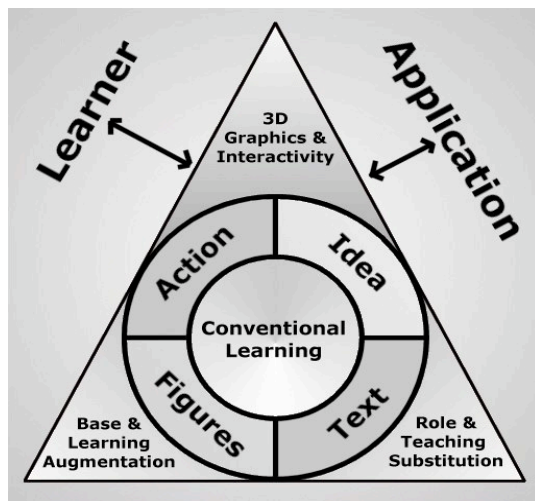 Learner
Application
3D
Graphics &
Interactivity
Action
Idea
Conventional
Learning
Figures
Text
Base &
Learning
Augmentation
Role &
Teaching
Substitution